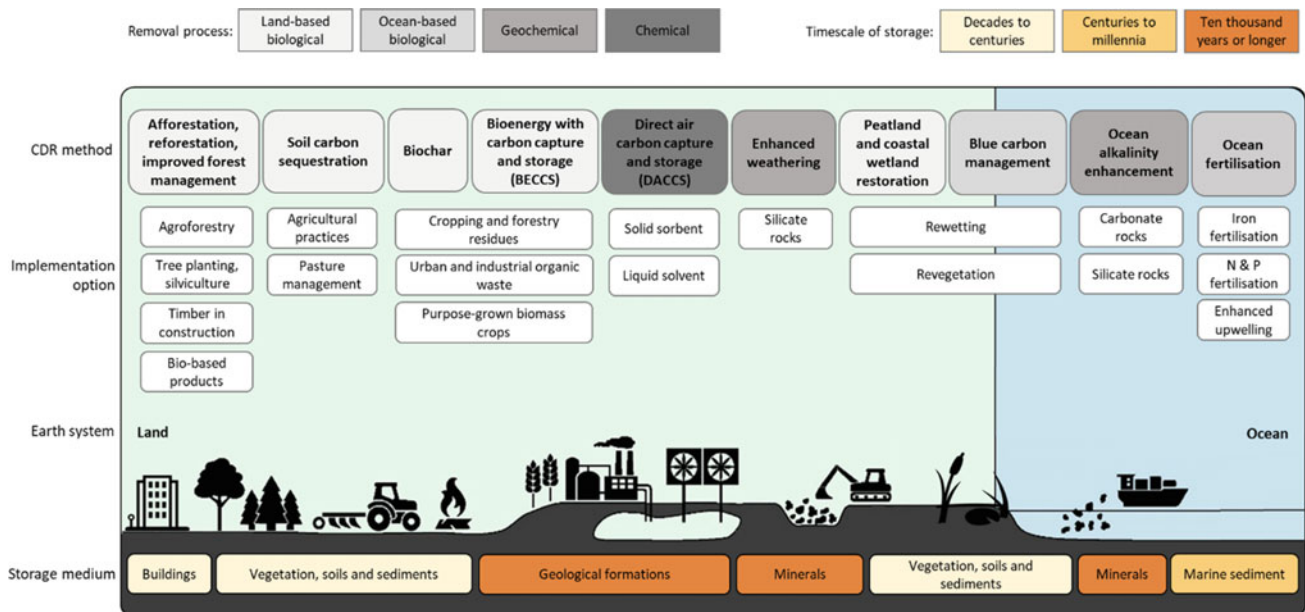 Removal process:
Land-based
biological
Ocean-based
biological
Geochemical
Chemical
Timescale of storage:
Decades to
centuries
Centuries to
millennia
Ten thousand
years or longer
CDR method
Afforestation,
reforestation,
improved forest
management
Soil carbon
sequestration
Biochar
Bioenergy with
carbon capture
and storage
(BECCS)
Direct air
carbon capture
and storage
(DACCS)
Enhanced
weathering
Peatland
and coastal
wetland
restoration
Blue carbon
management
Ocean
alkalinity
enhancement
Ocean
fertilisation
Implementation
option
Agroforestry
Tree planting,
silviculture
Timber in
construction
Bio-based
products
Agricultural
practices
Pasture
management
Cropping and forestry
residues
Urban and industrial organic
waste
Purpose-grown biomass
crops
Solid sorbent
Liquid solvent
Silicate
rocks
Rewetting
Revegetation
Carbonate
rocks
Silicate rocks
Iron
fertilisation
N & P
fertilisation
Enhanced
upwelling
Earth system
Land
Ocean
Storage medium
Buildings
Vegetation, soils and sediments
Geological formations
Minerals
Vegetation, soils and
sediments
Minerals
Marine sediment